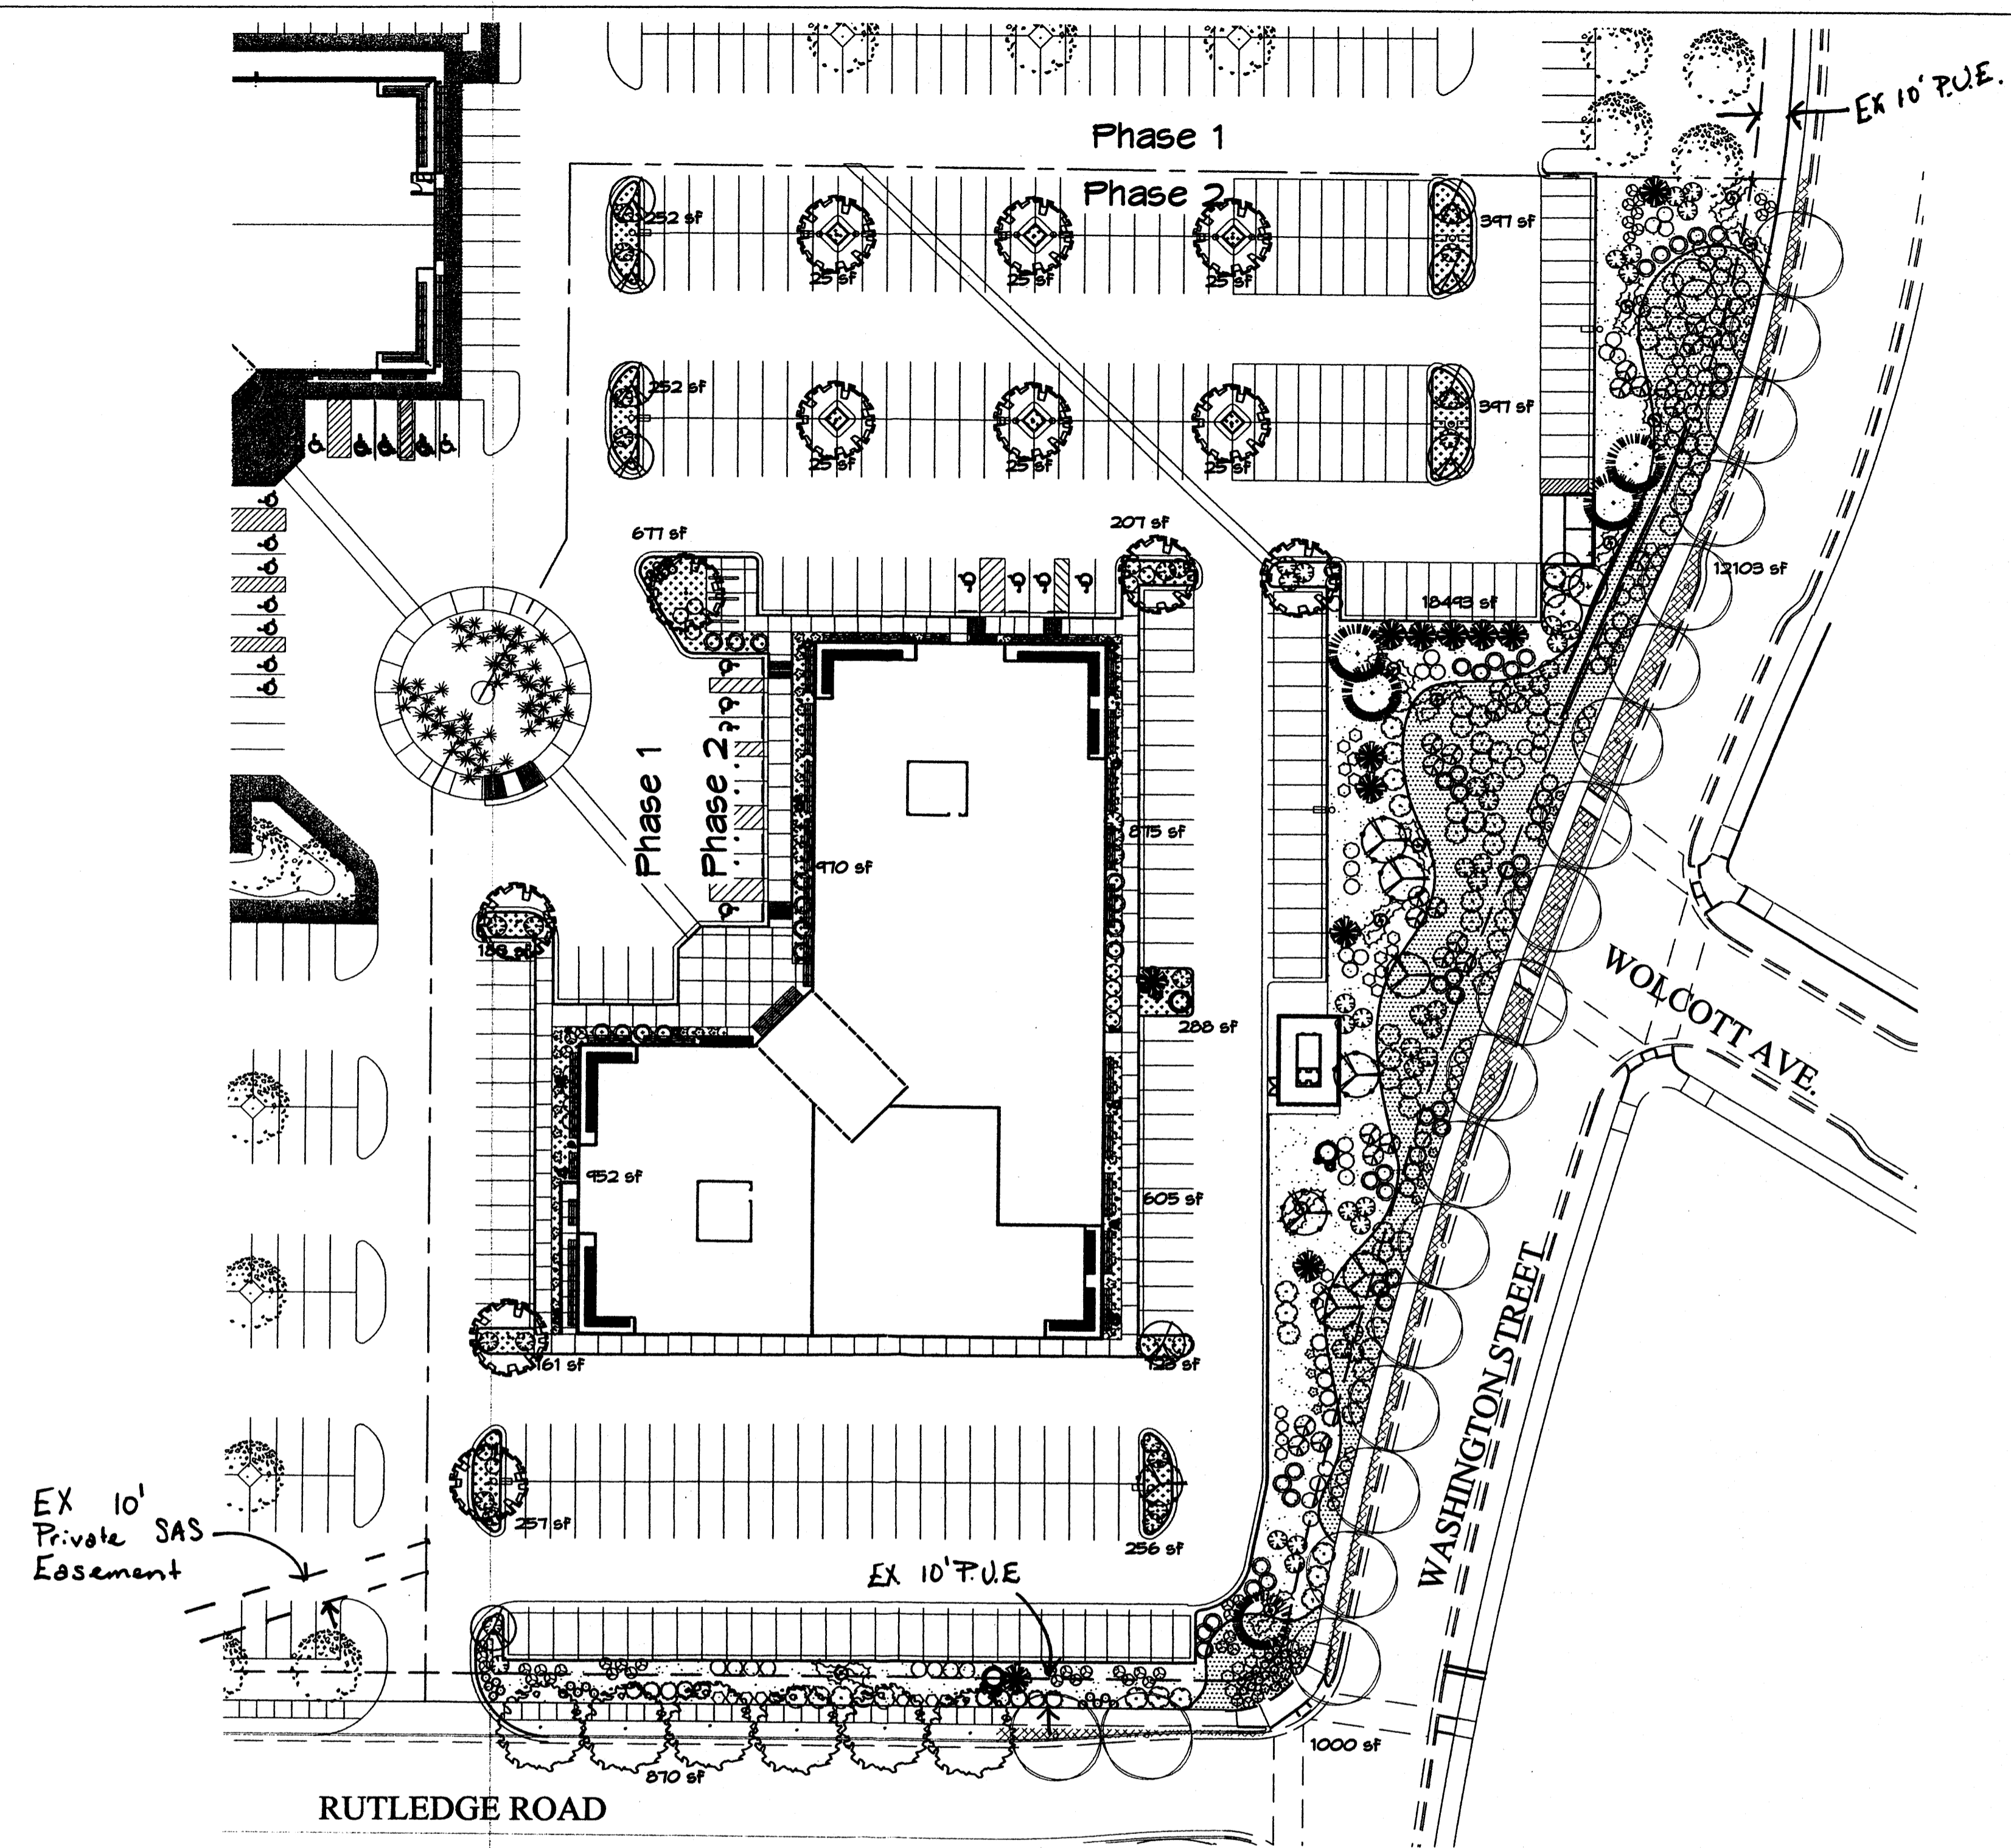 EX 10' P.U.E.
Phase 1
Phase 2
252 sf
397 sf
25 sf
25 sf
25 sf
252 sf
397 sf
25 sf
25 sf
25 sf
677 sf
207 sf
12103 sf
18493 sf
Phase 1
Phase 2
875 sf
970 sf
WOLCOTT AVE.
288 sf
952 sf
605 sf
161 sf
WASHINGTON STREET
EX 10'
Private SAS
Easement
257 sf
256 sf
EX 10' P.U.E
1000 sf
870 sf
RUTLEDGE ROAD